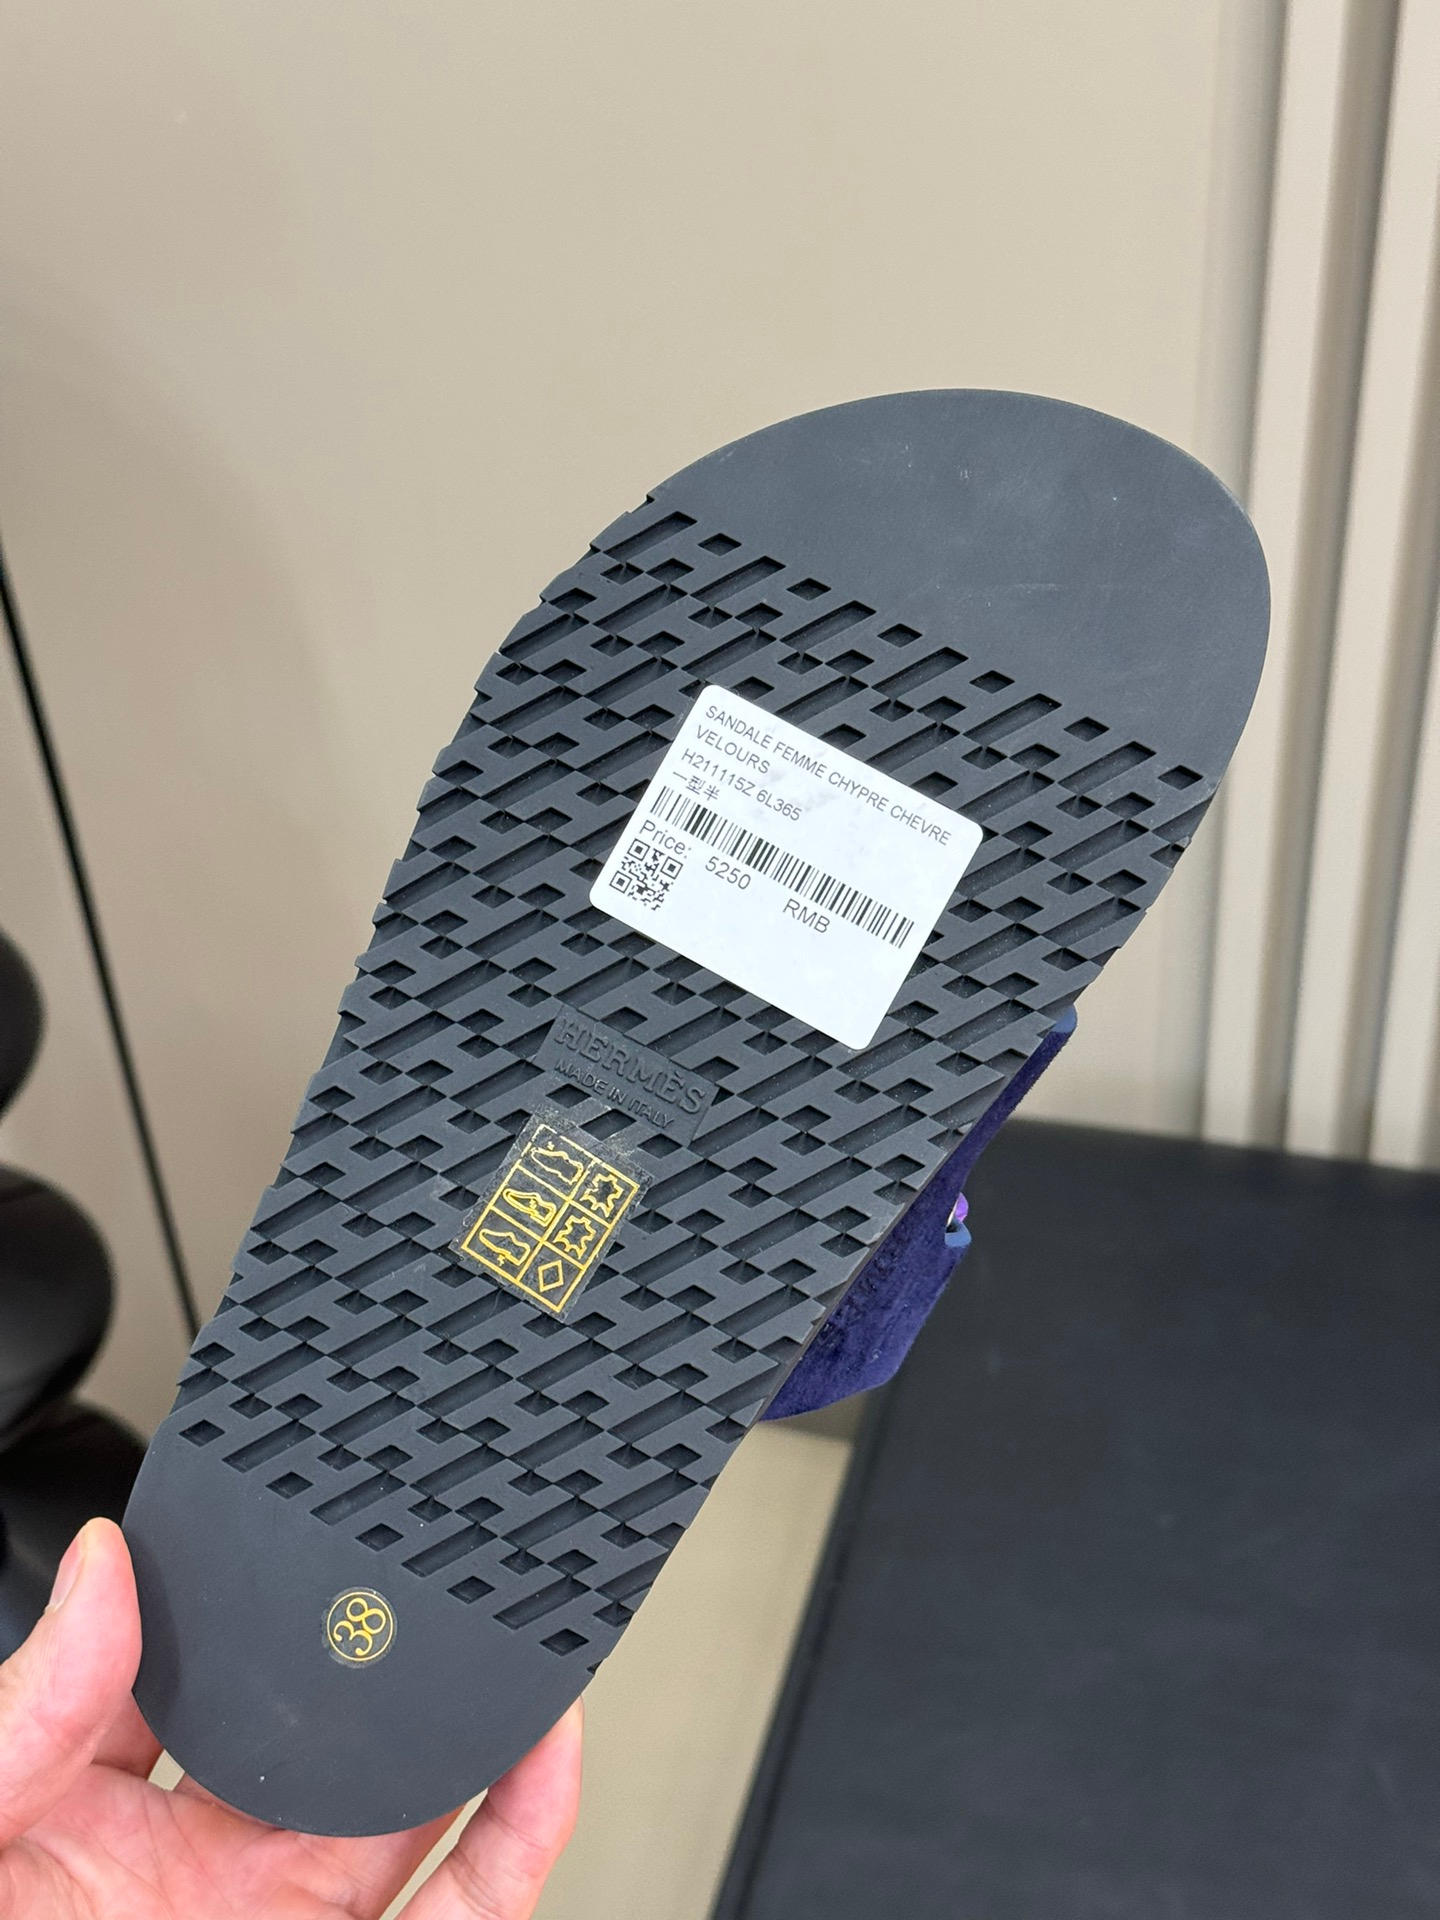 SANDALE FEMME CHYPRE CHEVRE
VELOURS
H211115Z 6L365
一型半
Price: 5250 RMB
HERMÈS
MADE IN ITALY
38